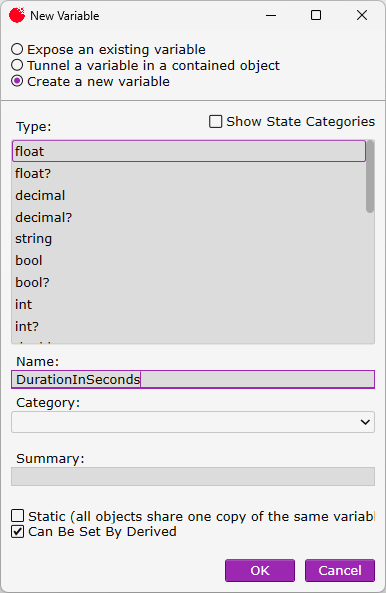 New Variable
Expose an existing variable
Tunnel a variable in a contained object
Create a new variable
Type:
Show State Categories
float
float?
decimal
decimal?
string
bool
bool?
int
int?
Name:
DurationInSeconds
Category:
Summary:
Static (all objects share one copy of the same variabl
Can Be Set By Derived
OK
Cancel